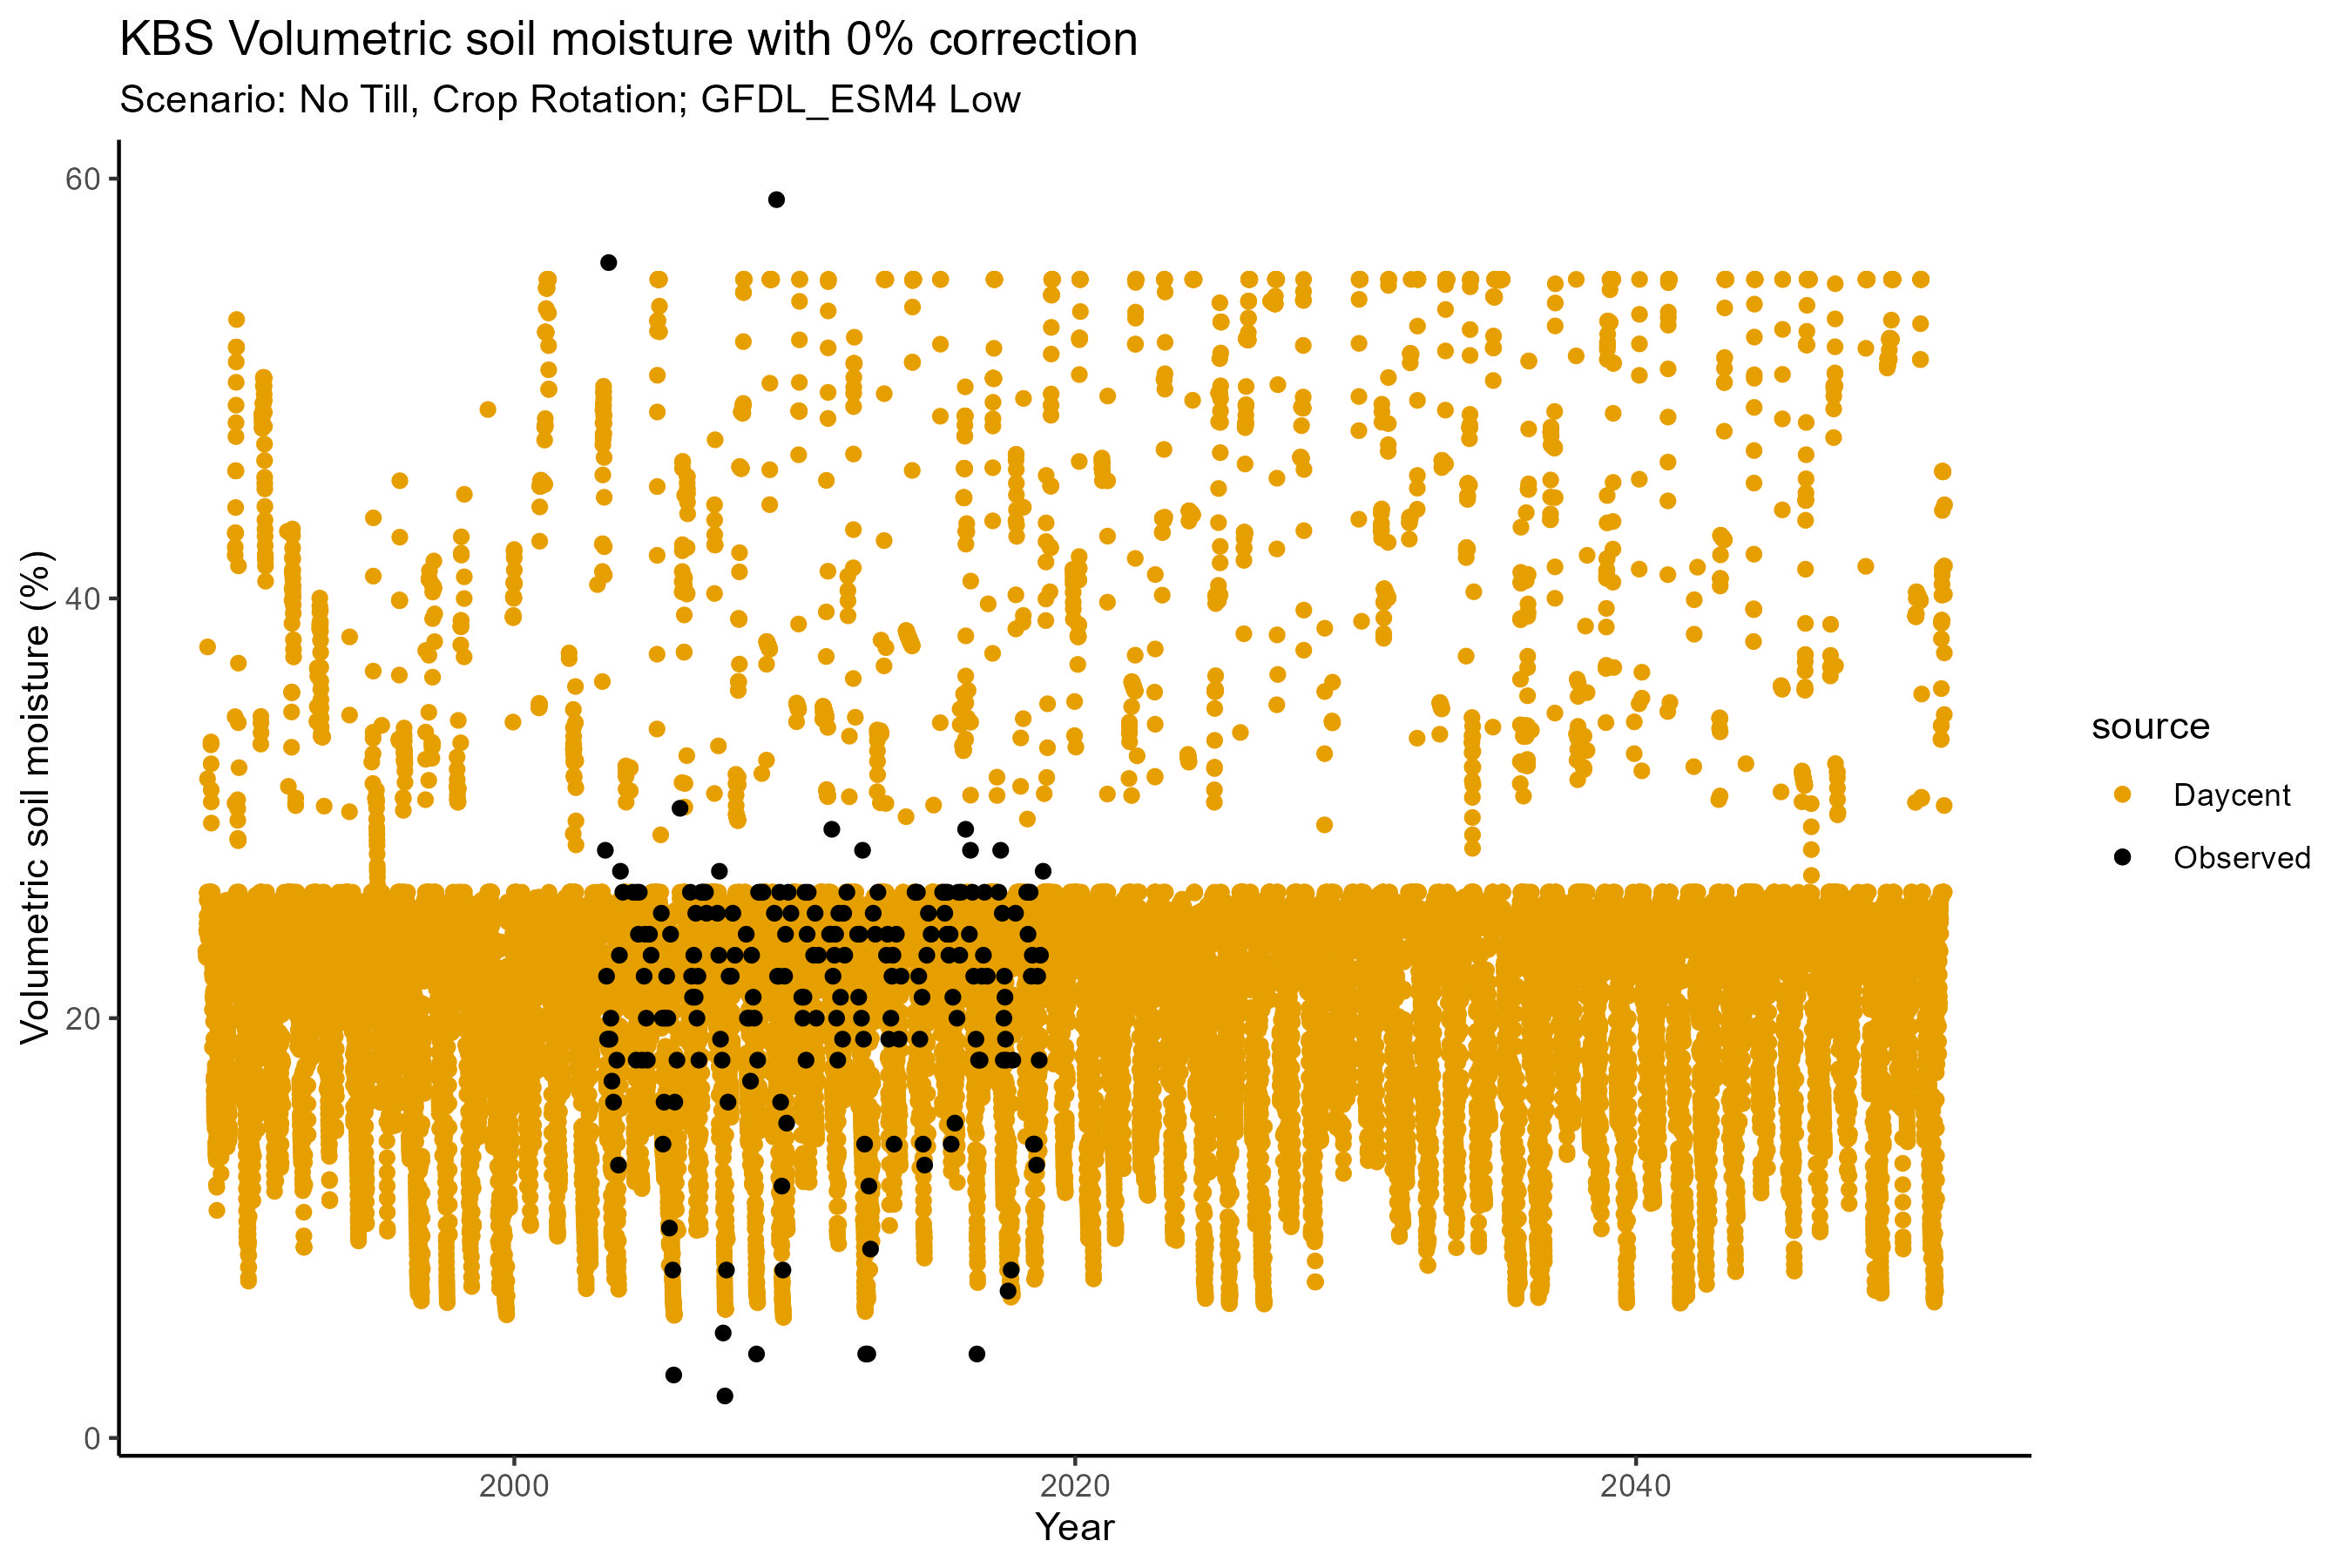 KBS Volumetric soil moisture with 0% correction
Scenario: No Till, Crop Rotation; GFDL_ESM4 Low
60
40
20
0
Volumetric soil moisture (%)
2000
2020
2040
Year
source
Daycent
Observed